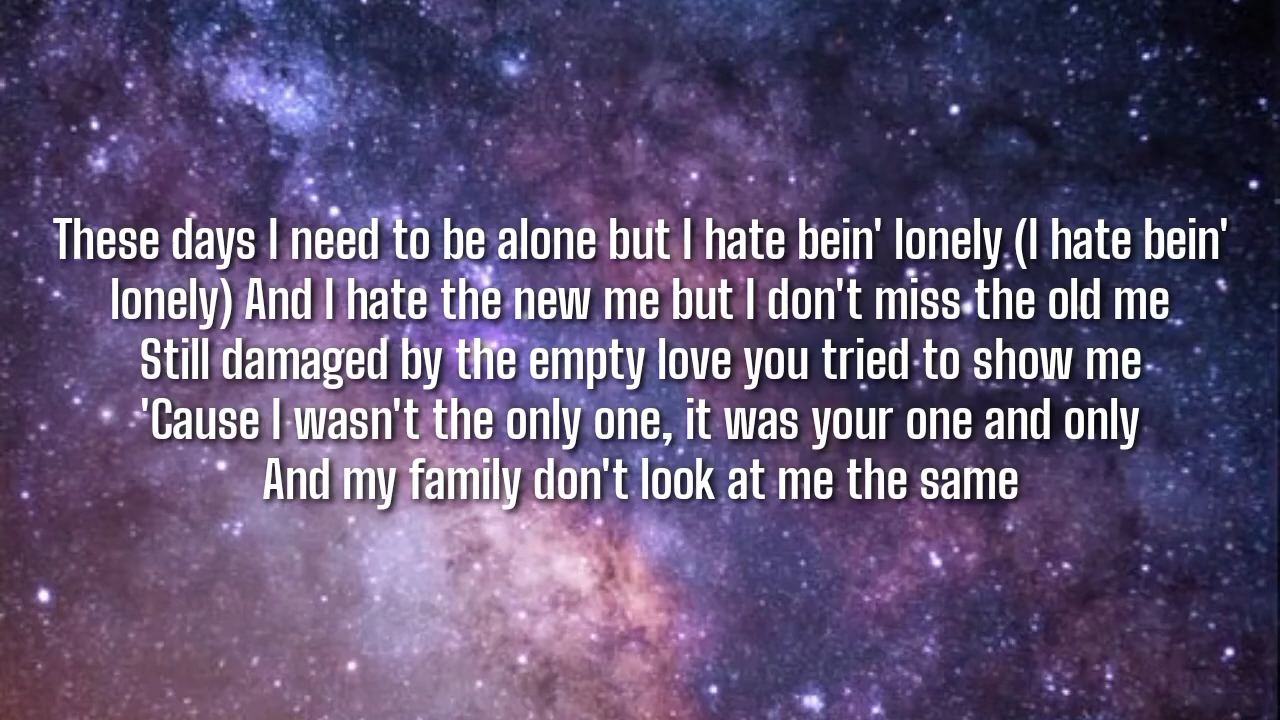 These days I need to be alone but I hate bein' lonely (I hate bein'
lonely) And I hate the new me but I don't miss the old me
Still damaged by the empty love you tried to show me
'Cause I wasn't the only one, it was your one and only
And my family don't look at me the same